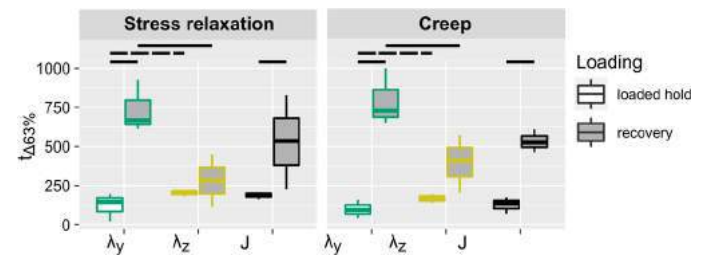 Stress relaxation
Creep
t∆63%
1000
750
500
250
0
λy
λz
J
λy
λz
J
Loading
loaded hold
recovery